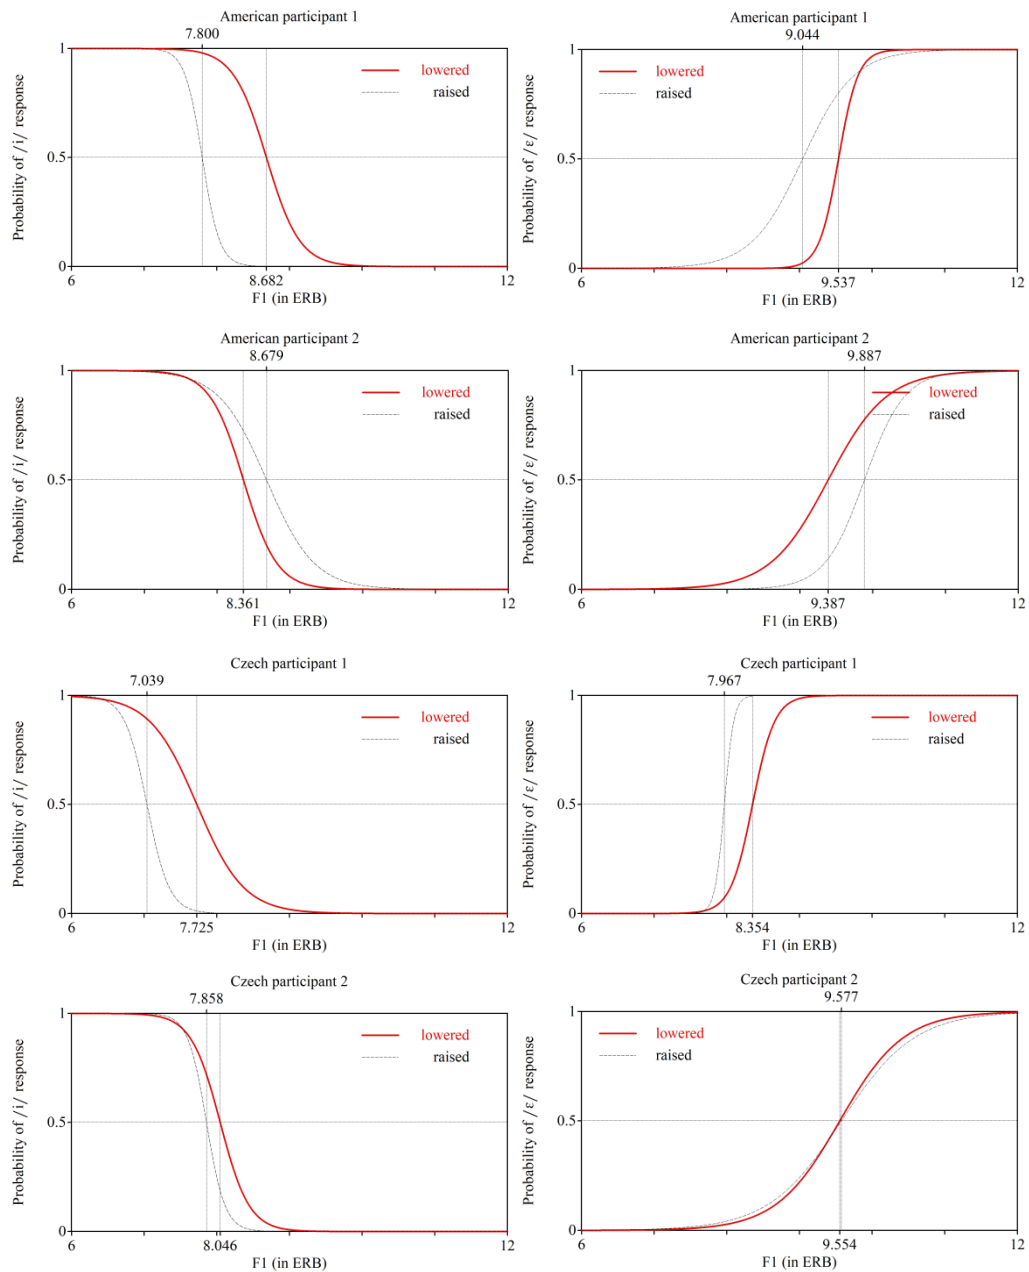 American participant 1
7.800
1
lowered
raised
0.5
0
6
8.682
12
F1 (in ERB)
Probability of /i/ response
American participant 1
9.044
1
lowered
raised
0.5
0
6
9.537
12
F1 (in ERB)
Probability of /ε/ response
American participant 2
8.679
1
lowered
raised
0.5
0
6
8.361
12
F1 (in ERB)
Probability of /i/ response
American participant 2
9.887
1
lowered
raised
0.5
0
6
9.387
12
F1 (in ERB)
Probability of /ε/ response
Czech participant 1
7.039
1
lowered
raised
0.5
0
6
7.725
12
F1 (in ERB)
Probability of /i/ response
Czech participant 1
7.967
1
lowered
raised
0.5
0
6
8.354
12
F1 (in ERB)
Probability of /ε/ response
Czech participant 2
7.858
1
lowered
raised
0.5
0
6
8.046
12
F1 (in ERB)
Probability of /i/ response
Czech participant 2
9.577
1
lowered
raised
0.5
0
6
9.554
12
F1 (in ERB)
Probability of /ε/ response